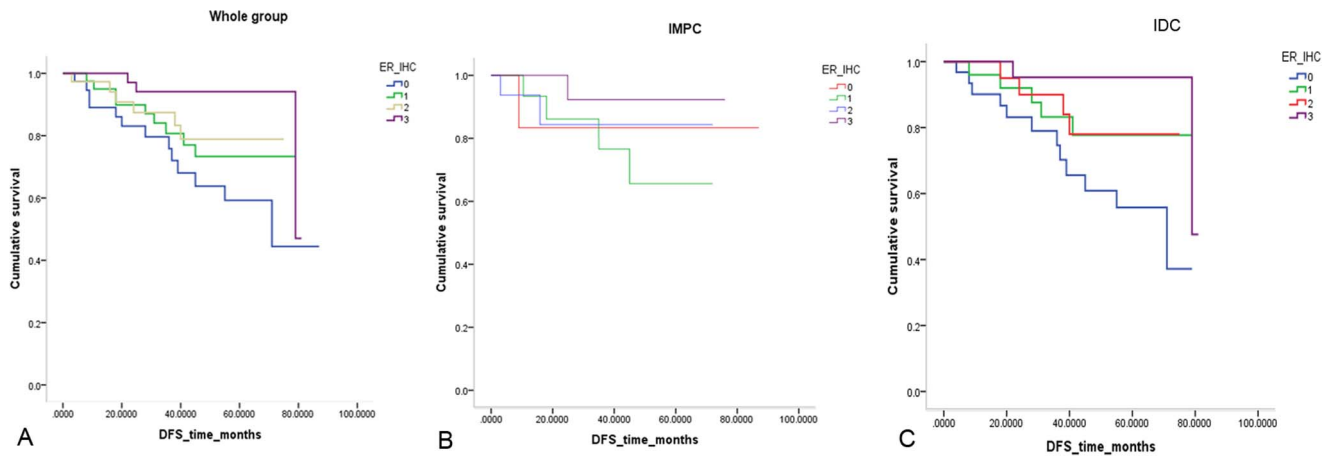 Whole group
ER_IHC
0
1
2
3
1.0
0.8
0.6
0.4
0.2
0.0
Cumulative survival
.0000 20.0000 40.0000 60.0000 80.0000 100.0000
DFS_time_months
A
IMPC
ER_IHC
0
1
2
3
1.0
0.8
0.6
0.4
0.2
0.0
Cumulative survival
.0000 20.0000 40.0000 60.0000 80.0000 100.0000
DFS_time_months
B
IDC
ER_IHC
0
1
2
3
1.0
0.8
0.6
0.4
0.2
0.0
Cumulative survival
.0000 20.0000 40.0000 60.0000 80.0000 100.0000
DFS_time_months
C